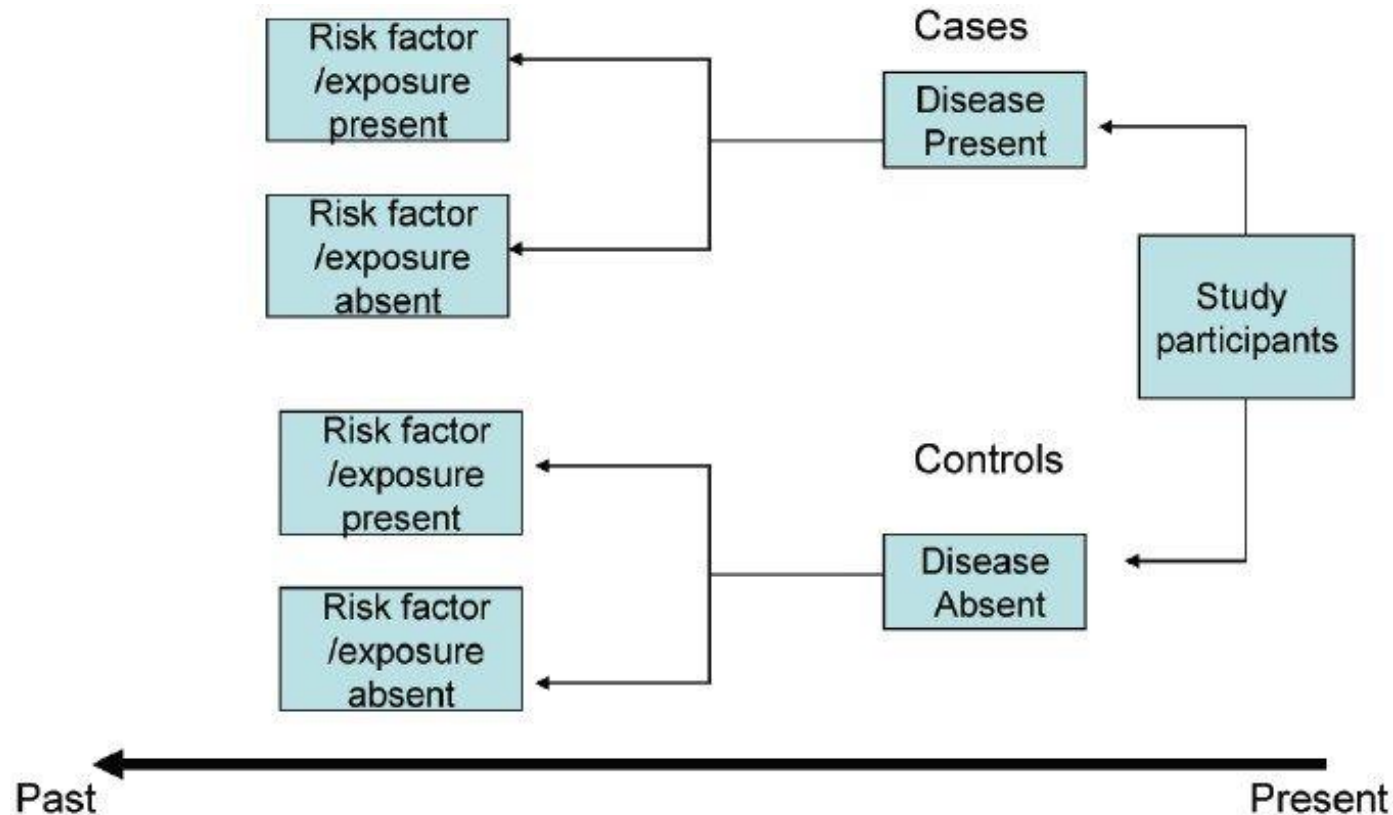 Cases
Risk factor
/exposure
present
Disease
Present
Risk factor
/exposure
absent
Study
participants
Controls
Risk factor
/exposure
present
Disease
Absent
Risk factor
/exposure
absent
Past
Present